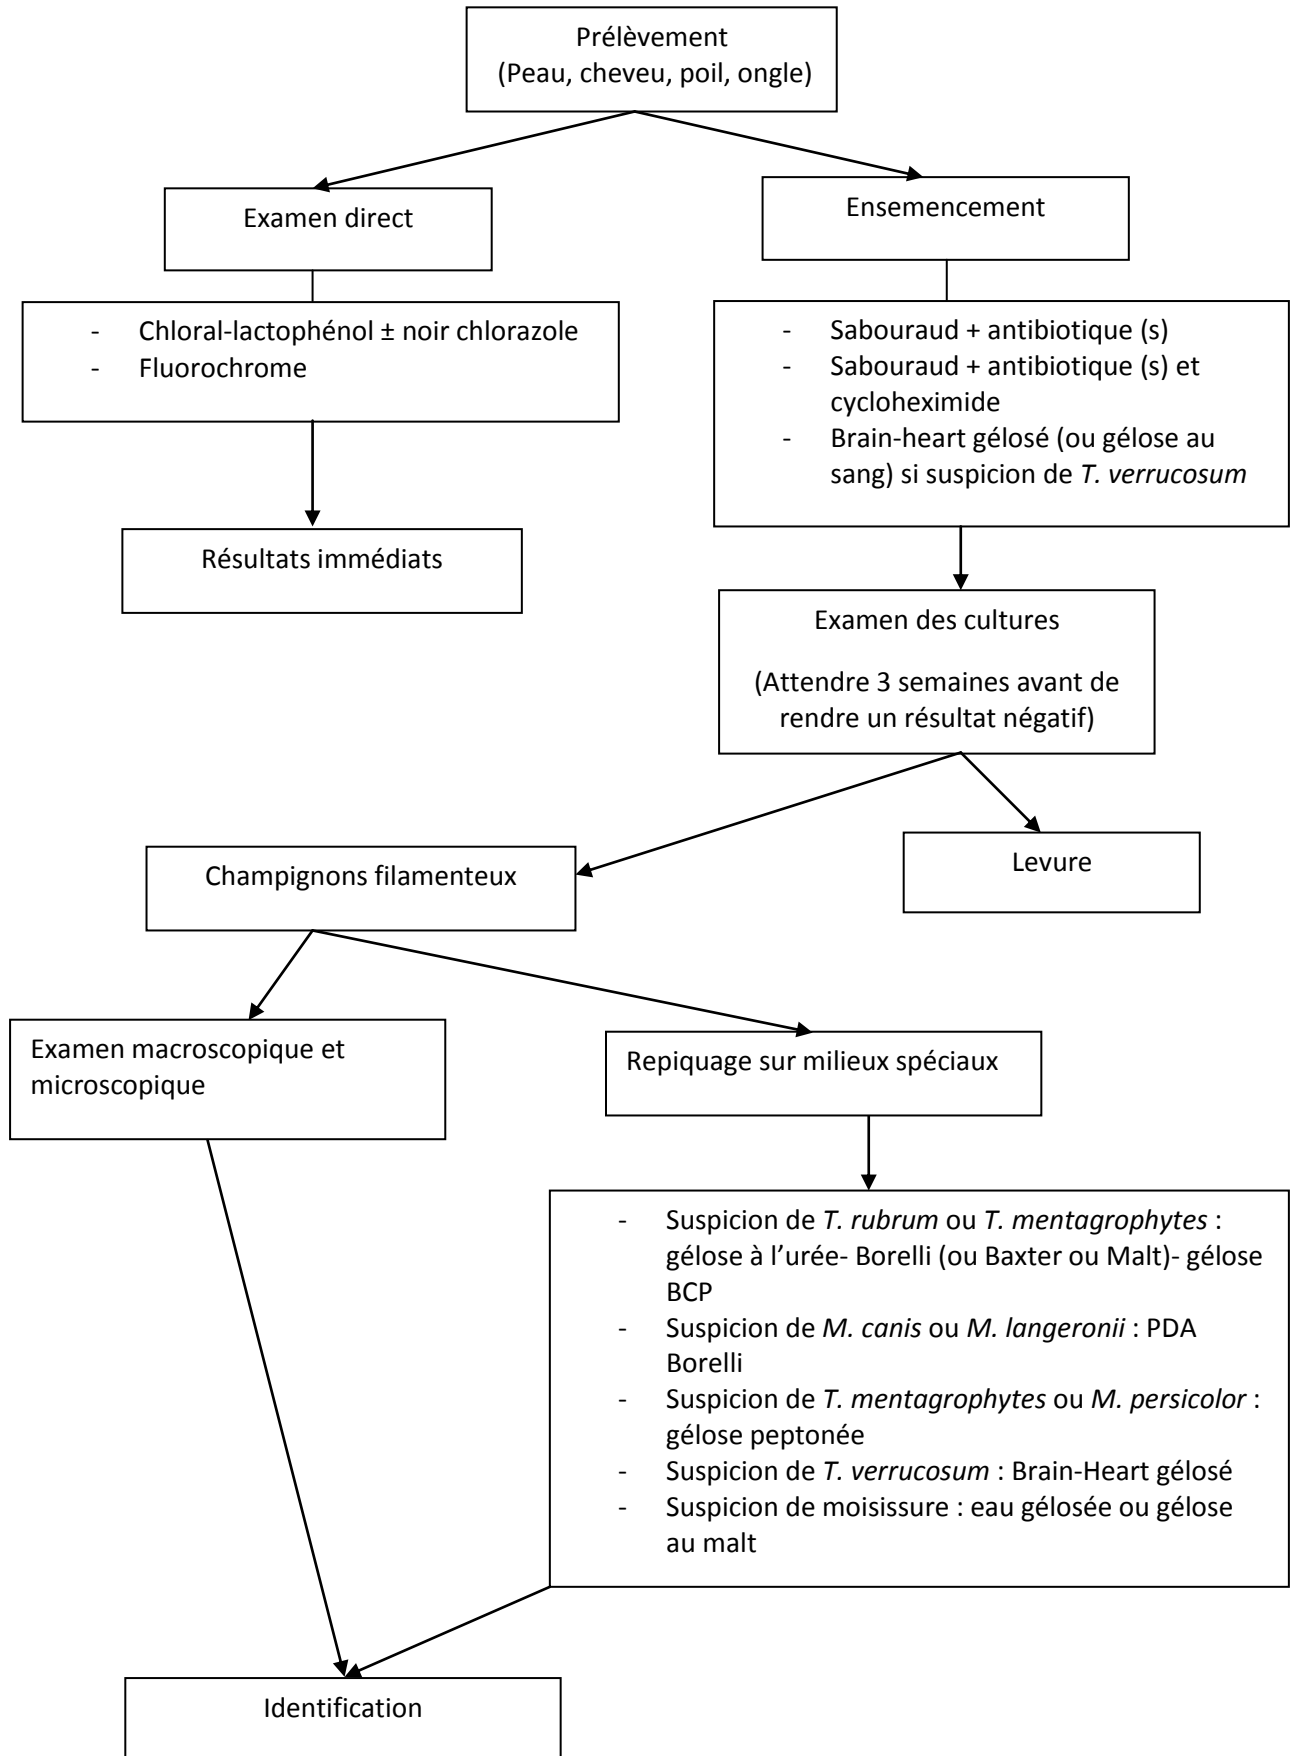 Prélèvement
(Peau, cheveu, poil, ongle)
Examen direct
Ensemencement
- Chloral-lactophénol ± noir chlorazole
- Fluorochrome
- Sabouraud + antibiotique (s)
- Sabouraud + antibiotique (s) et
cycloheximide
- Brain-heart gélosé (ou gélose au
sang) si suspicion de T. verrucosum
Résultats immédiats
Examen des cultures
(Attendre 3 semaines avant de
rendre un résultat négatif)
Champignons filamenteux
Levure
Examen macroscopique et
microscopique
Repiquage sur milieux spéciaux
- Suspicion de T. rubrum ou T. mentagrophytes :
gélose à l’urée- Borelli (ou Baxter ou Malt)- gélose
BCP
- Suspicion de M. canis ou M. langeronii : PDA
Borelli
- Suspicion de T. mentagrophytes ou M. persicolor :
gélose peptonée
- Suspicion de T. verrucosum : Brain-Heart gélosé
- Suspicion de moisissure : eau gélosée ou gélose
au malt
Identification